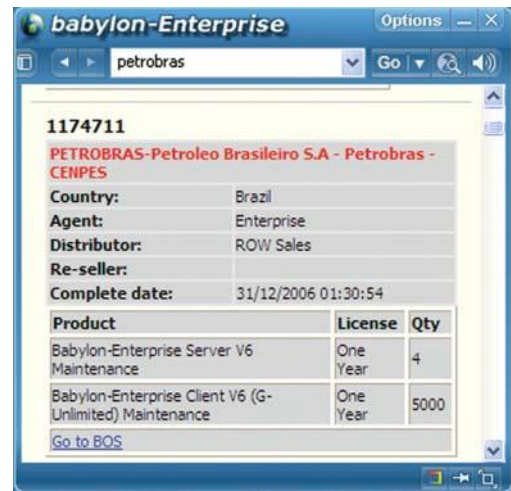 babylon-Enterprise Options
petrobras Go
1174711
PETROBRAS-Petroleo Brasileiro S.A - Petrobras -
CENPES
Country: Brazil
Agent: Enterprise
Distributor: ROW Sales
Re-seller:
Complete date: 31/12/2006 01:30:54
Product License Qty
Babylon-Enterprise Server V6 One 4
Maintenance Year
Babylon-Enterprise Client V6 (G- One 5000
Unlimited) Maintenance Year
Go to BOS